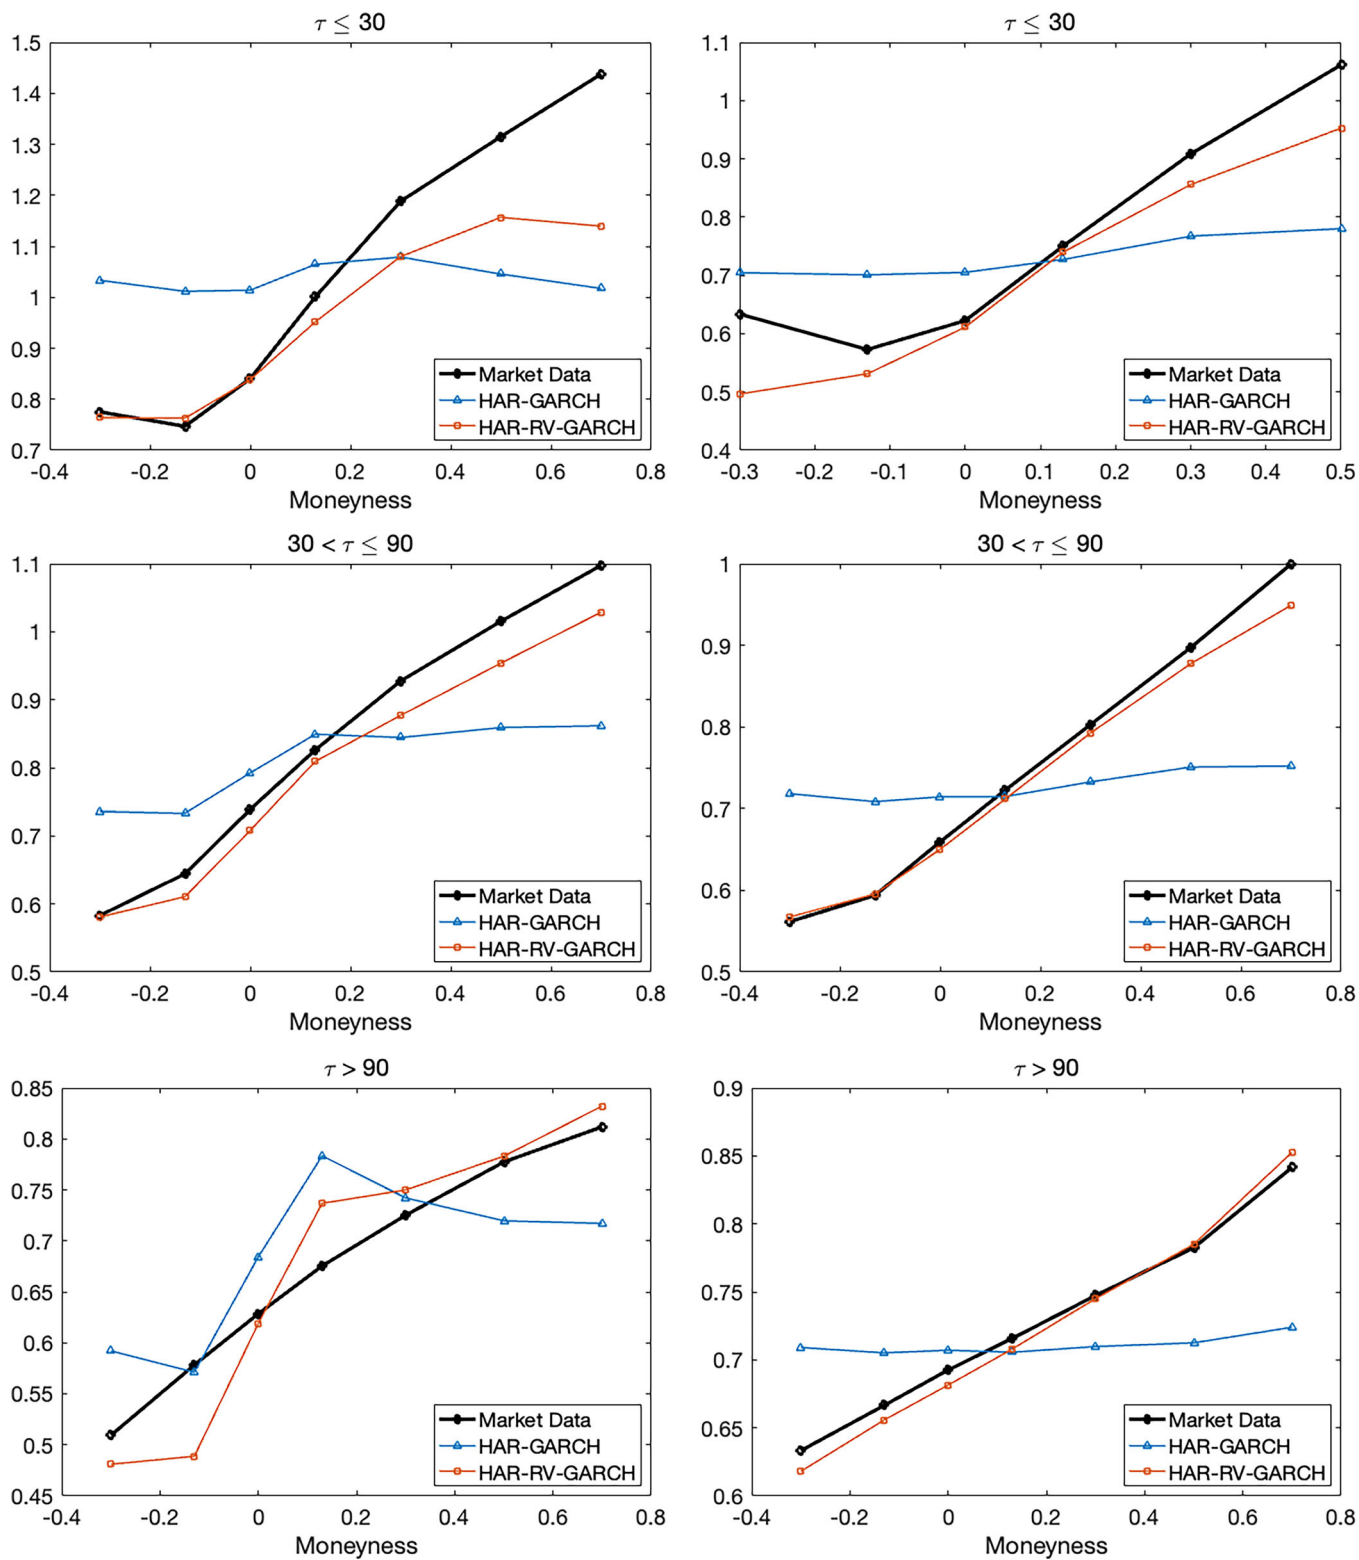 τ ≤ 30
1.5
1.4
1.3
1.2
1.1
1
0.9
0.8
0.7
-0.4 -0.2 0 0.2 0.4 0.6 0.8
Moneyness
Market Data
HAR-GARCH
HAR-RV-GARCH
τ ≤ 30
1.1
1
0.9
0.8
0.7
0.6
0.5
0.4
-0.3 -0.2 -0.1 0 0.1 0.2 0.3 0.4 0.5
Moneyness
Market Data
HAR-GARCH
HAR-RV-GARCH
30 < τ ≤ 90
1.1
1
0.9
0.8
0.7
0.6
0.5
-0.4 -0.2 0 0.2 0.4 0.6 0.8
Moneyness
Market Data
HAR-GARCH
HAR-RV-GARCH
30 < τ ≤ 90
1
0.9
0.8
0.7
0.6
0.5
-0.4 -0.2 0 0.2 0.4 0.6 0.8
Moneyness
Market Data
HAR-GARCH
HAR-RV-GARCH
τ > 90
0.85
0.8
0.75
0.7
0.65
0.6
0.55
0.5
0.45
-0.4 -0.2 0 0.2 0.4 0.6 0.8
Moneyness
Market Data
HAR-GARCH
HAR-RV-GARCH
τ > 90
0.9
0.85
0.8
0.75
0.7
0.65
0.6
-0.4 -0.2 0 0.2 0.4 0.6 0.8
Moneyness
Market Data
HAR-GARCH
HAR-RV-GARCH